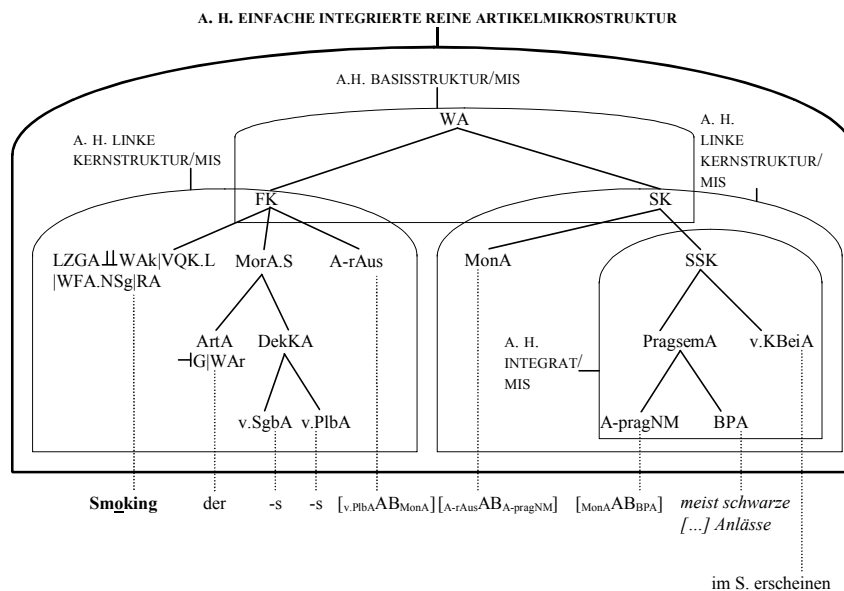 A. H. EINFACHE INTEGRIERTE REINE ARTIKELMIKROSTRUKTUR
A.H. BASISSTRUKTUR/MIS
WA
A. H. LINKE
KERNSTRUKTUR/MIS
A. H.
LINKE
KERNSTRUKTUR/
MIS
FK
SK
LZGA⫫WAk|VQK.L
|WFA.NSg|RA
MorA.S
A-rAus
MonA
SSK
ArtA
⊣G|WAr
DekKA
A. H.
INTEGRAT/
MIS
PragsemA
v.KBeiA
v.SgbA
v.PlbA
A-pragNM
BPA
Smoking
der
-s
-s
[v.PlbAABMonA]
[A-rAusABA-pragNM]
[MonAABBPA]
meist schwarze
[...] Anlässe
im S. erscheinen